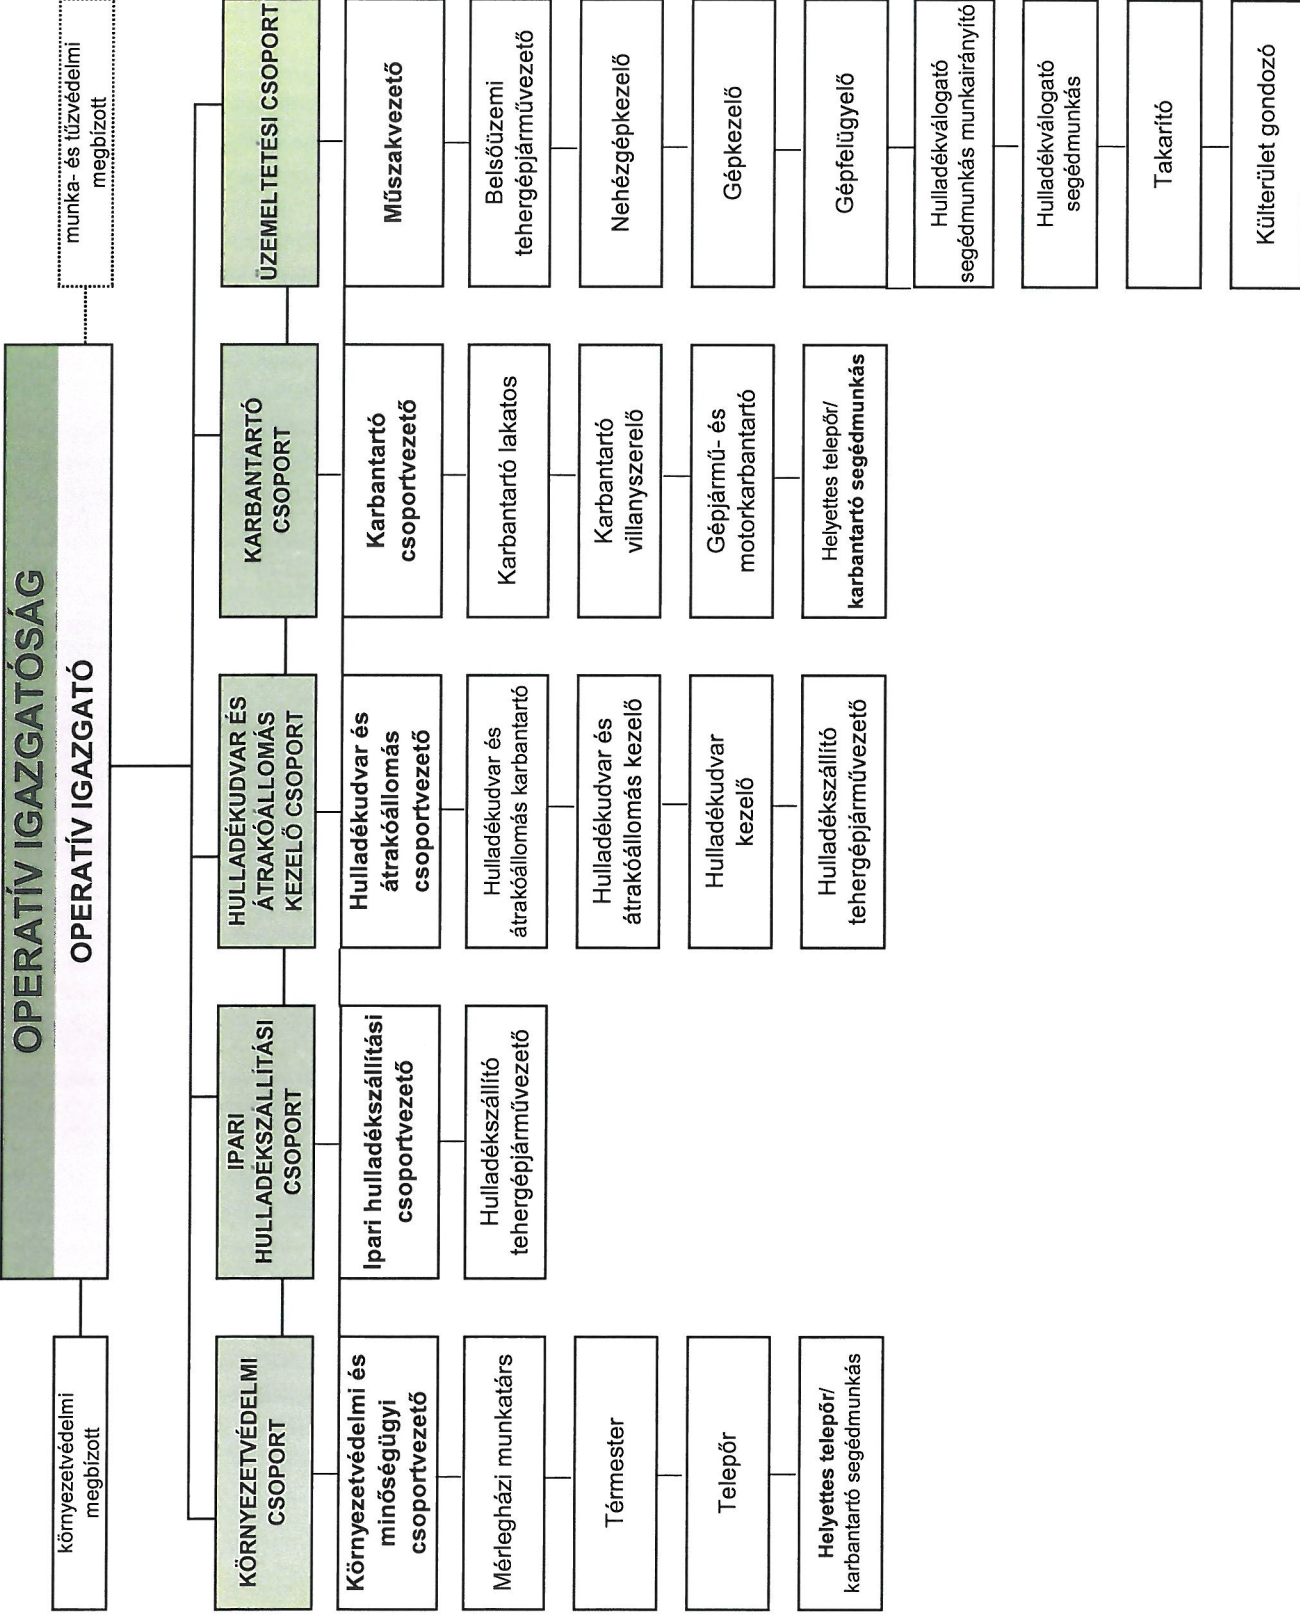 OPERATÍV IGAZGATÓSÁG
OPERATÍV IGAZGATÓ
környezetvédelmi
megbízott
munka- és tűzvédelmi
megbízott
KÖRNYEZETVÉDELMI
CSOPORT
Környezetvédelmi és
minőségügyi
csoportvezető
Mérlegházi munkatárs
Térmester
Telepőr
Helyettes telepőr/
karbantartó segédmunkás
IPARI
HULLADÉKSZÁLLÍTÁSI
CSOPORT
Ipari hulladékszállítási
csoportvezető
Hulladékszállító
tehergépjárművezető
HULLADÉKUDVAR ÉS
ÁTRAKÓÁLLOMÁS
KEZELŐ CSOPORT
Hulladékudvar és
átrakóállomás
csoportvezető
Hulladékudvar és
átrakóállomás karbantartó
Hulladékudvar és
átrakóállomás kezelő
Hulladékudvar
kezelő
Hulladékszállító
tehergépjárművezető
KARBANTARTÓ
CSOPORT
Karbantartó
csoportvezető
Karbantartó lakatos
Karbantartó
villanyszerelő
Gépjármű- és
motorkarbantartó
Helyettes telepőr/
karbantartó segédmunkás
ÜZEMELTETÉSI CSOPORT
Műszakvezető
Belsőüzemi
tehergépjárművezető
Nehézgépkezelő
Gépkezelő
Gépfelügyelő
Hulladékválogató
segédmunkás munkairányító
Hulladékválogató
segédmunkás
Takarító
Külterület gondozó